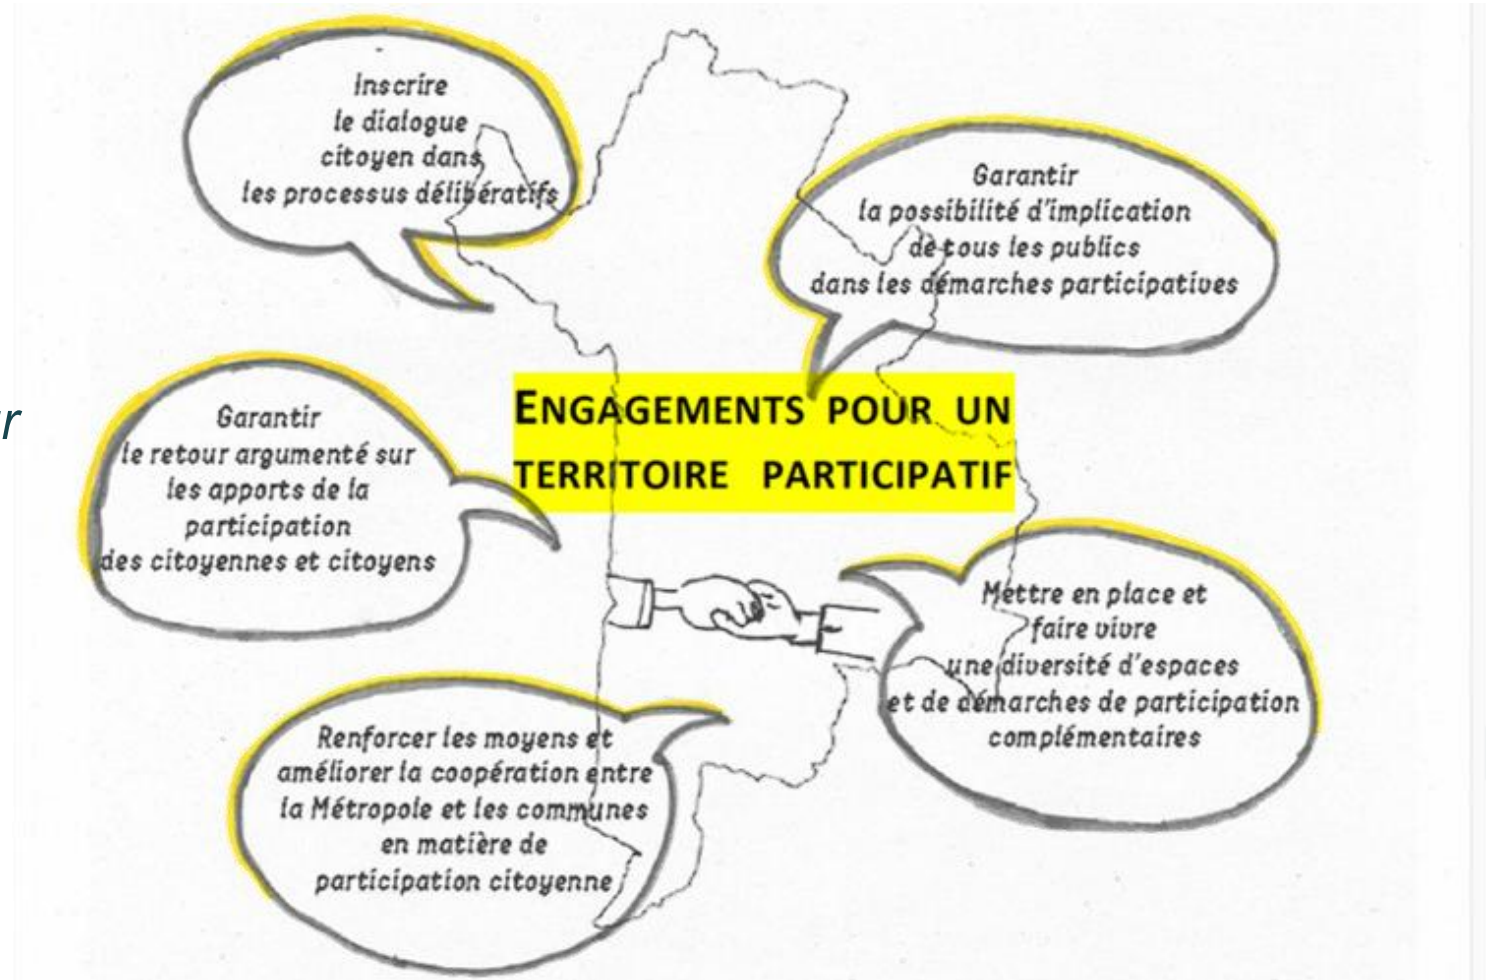 Inscrire
le dialogue
citoyen dans
les processus délibératifs
Garantir
la possibilité d'implication
de tous les publics
dans les démarches participatives
ENGAGEMENTS POUR UN
TERRITOIRE PARTICIPATIF
r
Garantir
le retour argumenté sur
les apports de la
participation
des citoyennes et citoyens
Mettre en place et
faire vivre
une diversité d'espaces
et de démarches de participation
complémentaires
Renforcer les moyens et
améliorer la coopération entre
la Métropole et les communes
en matière de
participation citoyenne